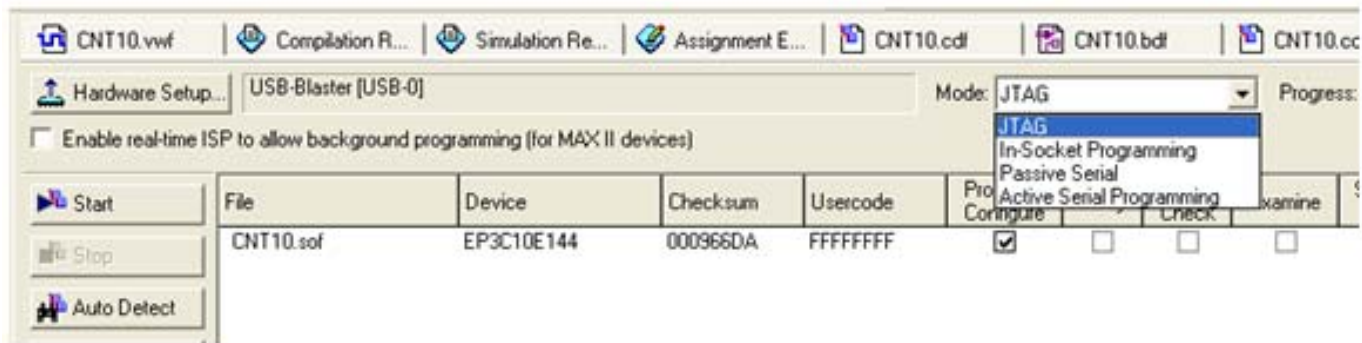 CNT10.vwf Compilation R... Simulation Re... Assignment E... CNT10.cdf CNT10.bdf CNT10.cc
Hardware Setup... USB-Blaster [USB-0] Mode: JTAG Progress:
JTAG
Enable real-time ISP to allow background programming (for MAX II devices)
In-Socket Programming
Passive Serial
Active Serial Programming
Start File Device Checksum Usercode Configure Check Examine
CNT10.sof EP3C10E144 000966DA FFFFFFFF
Stop
Auto Detect